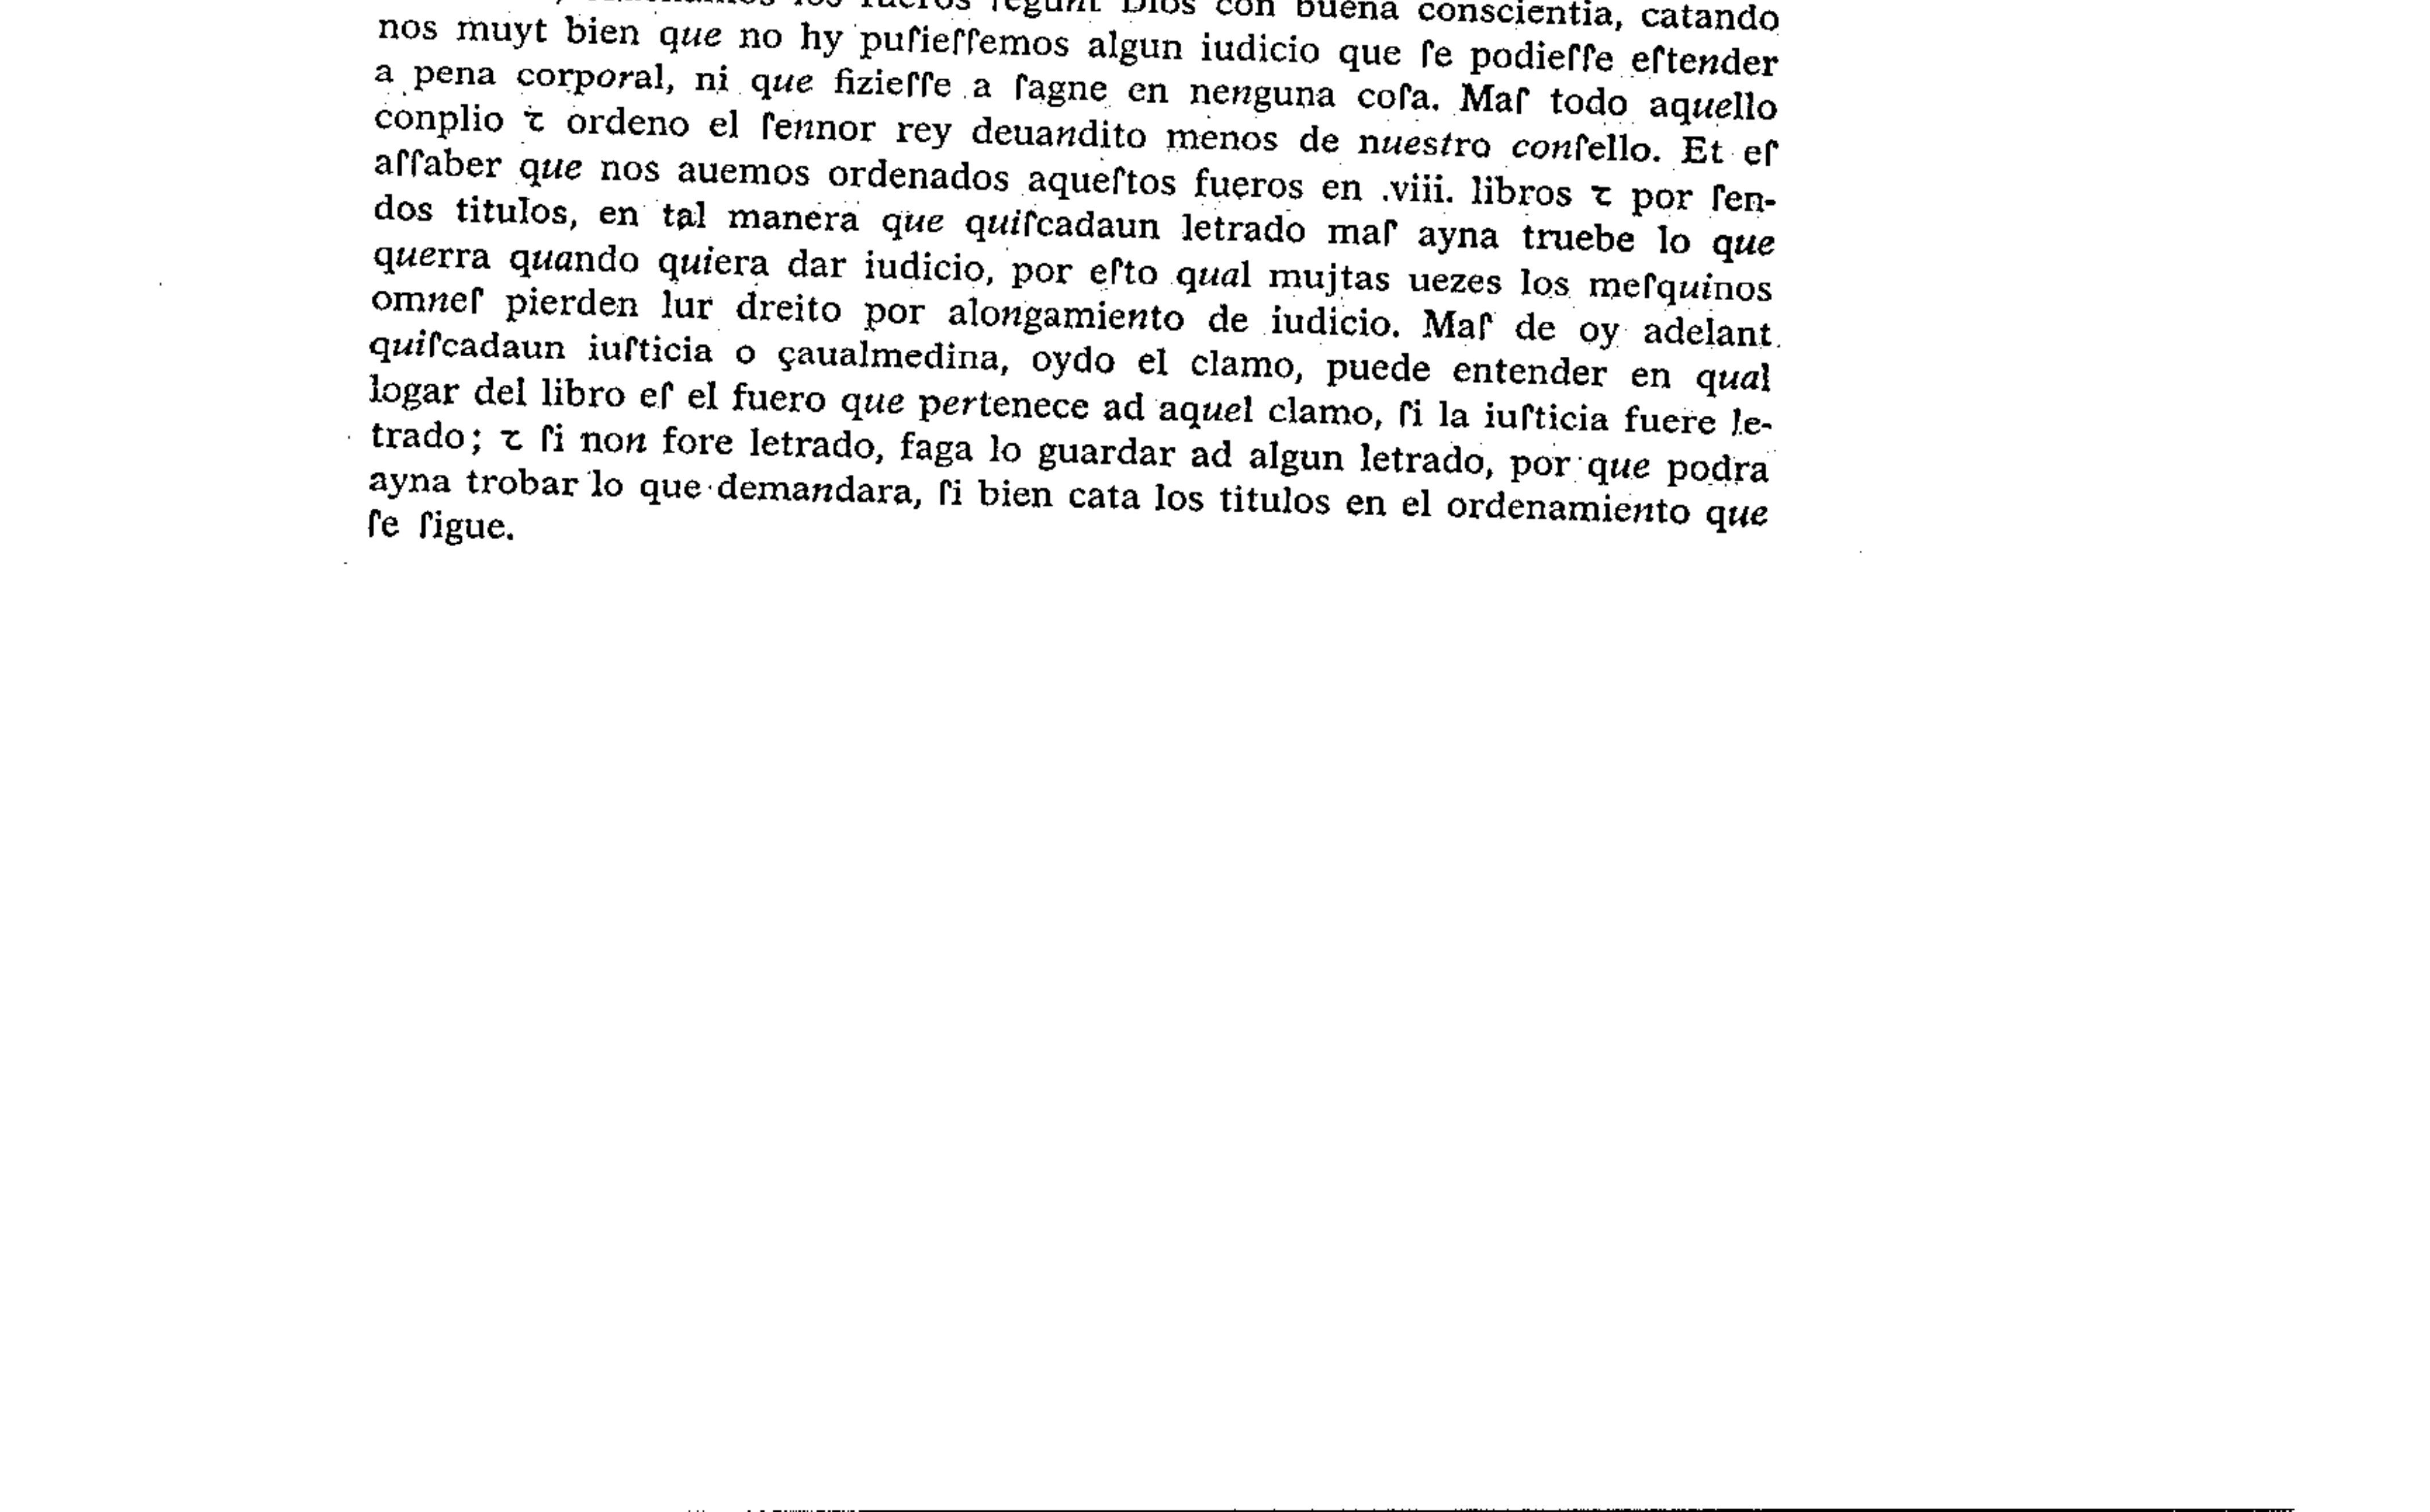 los fueros ſegunt Dios con buena conscientia, catando
nos muyt bien que no hy puſieſſemos algun iudicio que ſe podieſſe eſtender
a pena corporal, ni que fizieſſe a ſagne en nenguna coſa. Maſ todo aquello
conplio ⁊ ordeno el ſennor rey deuandito menos de nuestro conſello. Et eſ
aſſaber que nos auemos ordenados aqueſtos fueros en .viii. libros ⁊ por ſen-
dos titulos, en tal manera que quiſcadaun letrado maſ ayna truebe lo que
querra quando quiera dar iudicio, por eſto qual mujtas uezes los meſquinos
omneſ pierden lur dreito por alongamiento de iudicio. Maſ de oy adelant
quiſcadaun iuſticia o çaualmedina, oydo el clamo, puede entender en qual
logar del libro eſ el fuero que pertenece ad aquel clamo, ſi la iuſticia fuere le-
trado; ⁊ ſi non fore letrado, faga lo guardar ad algun letrado, por que podra
ayna trobar lo que demandara, ſi bien cata los titulos en el ordenamiento que
ſe ſigue.